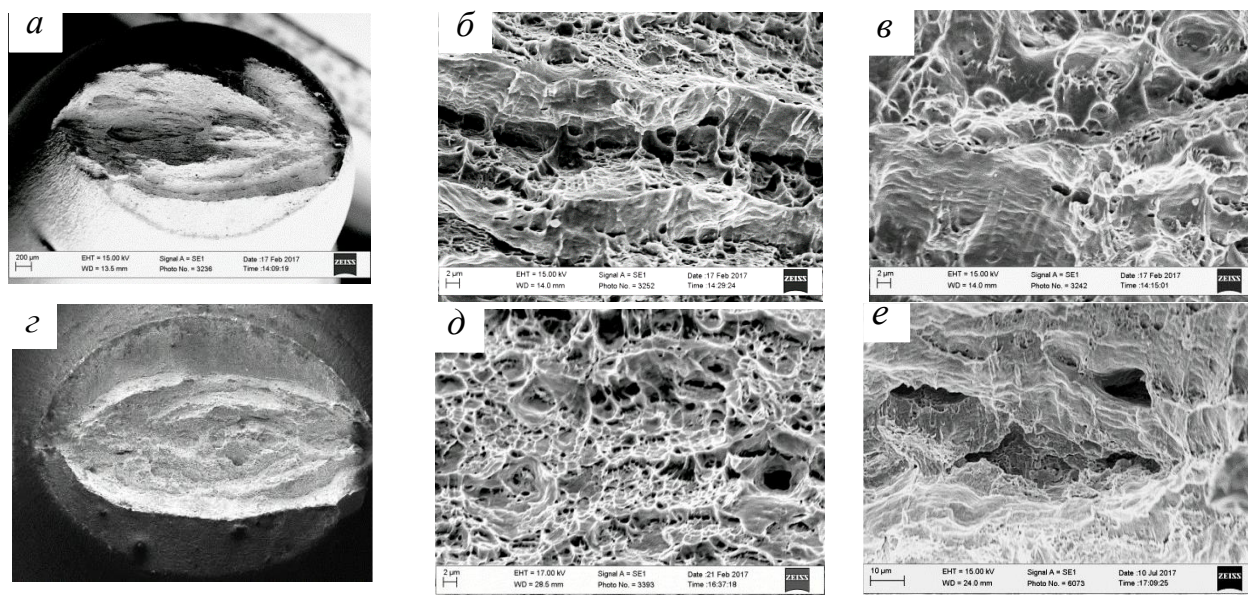 а
200 µm
EHT = 15.00 kV Signal A = SE1 Date :17 Feb 2017
WD = 13.5 mm Photo No. = 3236 Time :14:09:19
ZEISS
б
2 µm
EHT = 15.00 kV Signal A = SE1 Date :17 Feb 2017
WD = 14.0 mm Photo No. = 3252 Time :14:29:24
ZEISS
в
2 µm
EHT = 15.00 kV Signal A = SE1 Date :17 Feb 2017
WD = 14.0 mm Photo No. = 3242 Time :14:15:01
ZEISS
г
д
2 µm
EHT = 17.00 kV Signal A = SE1 Date :21 Feb 2017
WD = 28.5 mm Photo No. = 3393 Time :16:37:18
ZEISS
е
10 µm
EHT = 15.00 kV Signal A = SE1 Date :10 Jul 2017
WD = 24.0 mm Photo No. = 6073 Time :17:09:25
ZEISS